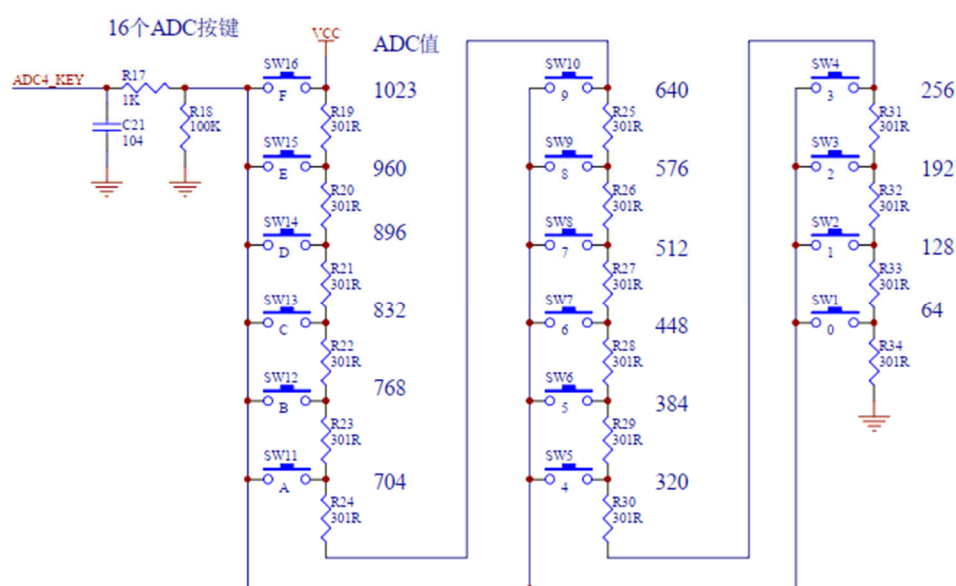 16个ADC按键
VCC
ADC值
ADC4_KEY
R17
1K
R18
100K
C21
104
SW16
F
1023
R19
301R
SW15
E
960
R20
301R
SW14
D
896
R21
301R
SW13
C
832
R22
301R
SW12
B
768
R23
301R
SW11
A
704
R24
301R
SW10
9
640
R25
301R
SW9
8
576
R26
301R
SW8
7
512
R27
301R
SW7
6
448
R28
301R
SW6
5
384
R29
301R
SW5
4
320
R30
301R
SW4
3
256
R31
301R
SW3
2
192
R32
301R
SW2
1
128
R33
301R
SW1
0
64
R34
301R